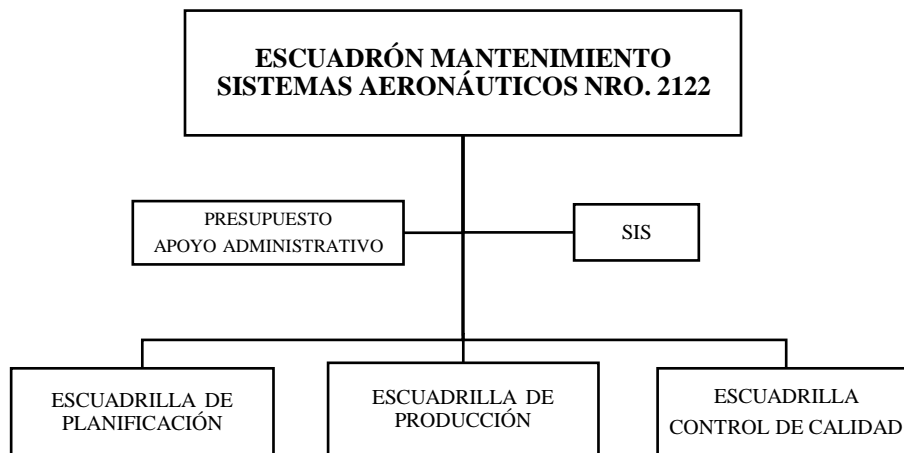 ESCUADRÓN MANTENIMIENTO
SISTEMAS AERONÁUTICOS NRO. 2122
PRESUPUESTO
APOYO ADMINISTRATIVO
SIS
ESCUADRILLA DE
PLANIFICACIÓN
ESCUADRILLA DE
PRODUCCIÓN
ESCUADRILLA
CONTROL DE CALIDAD